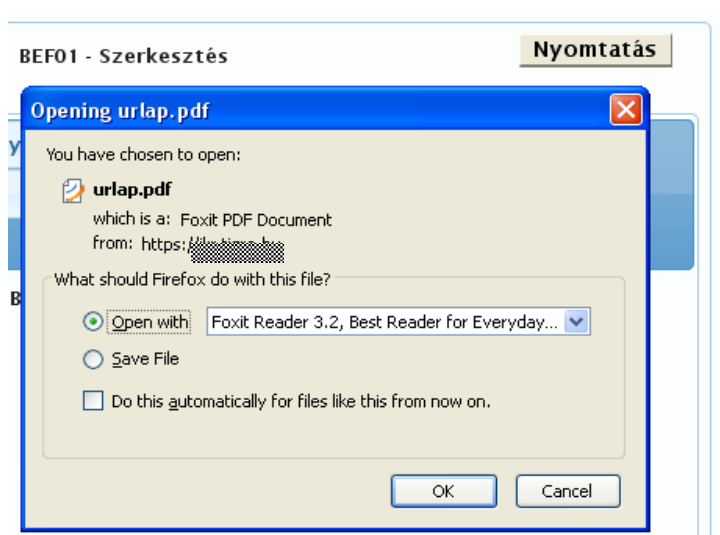 BEF01 - Szerkesztés
Nyomtatás
Opening urlap.pdf
y
You have chosen to open:
urlap.pdf
which is a: Foxit PDF Document
from: https:/
B
What should Firefox do with this file?
Open with Foxit Reader 3.2, Best Reader for Everyday...
Save File
Do this automatically for files like this from now on.
OK Cancel